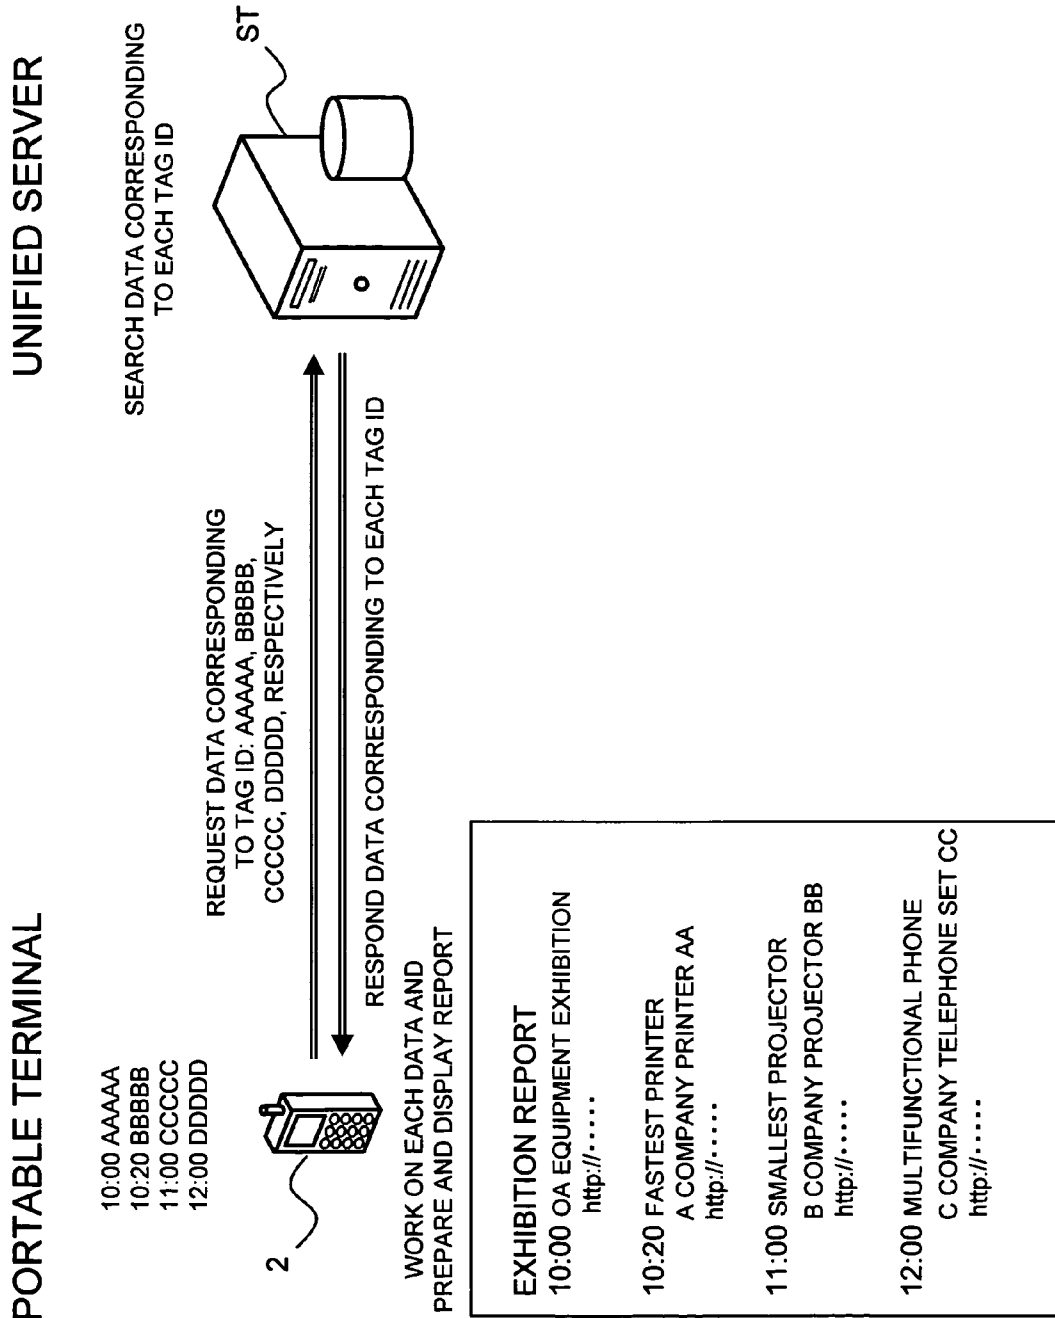 PORTABLE TERMINAL
UNIFIED SERVER
10:00 AAAAA
10:20 BBBBB
11:00 CCCCC
12:00 DDDDD
2
REQUEST DATA CORRESPONDING
TO TAG ID: AAAAA, BBBBB,
CCCCC, DDDDD, RESPECTIVELY
SEARCH DATA CORRESPONDING
TO EACH TAG ID
ST
RESPOND DATA CORRESPONDING TO EACH TAG ID
WORK ON EACH DATA AND
PREPARE AND DISPLAY REPORT
EXHIBITION REPORT
10:00 OA EQUIPMENT EXHIBITION
http://·····
10:20 FASTEST PRINTER
A COMPANY PRINTER AA
http://·····
11:00 SMALLEST PROJECTOR
B COMPANY PROJECTOR BB
http://·····
12:00 MULTIFUNCTIONAL PHONE
C COMPANY TELEPHONE SET CC
http://·····